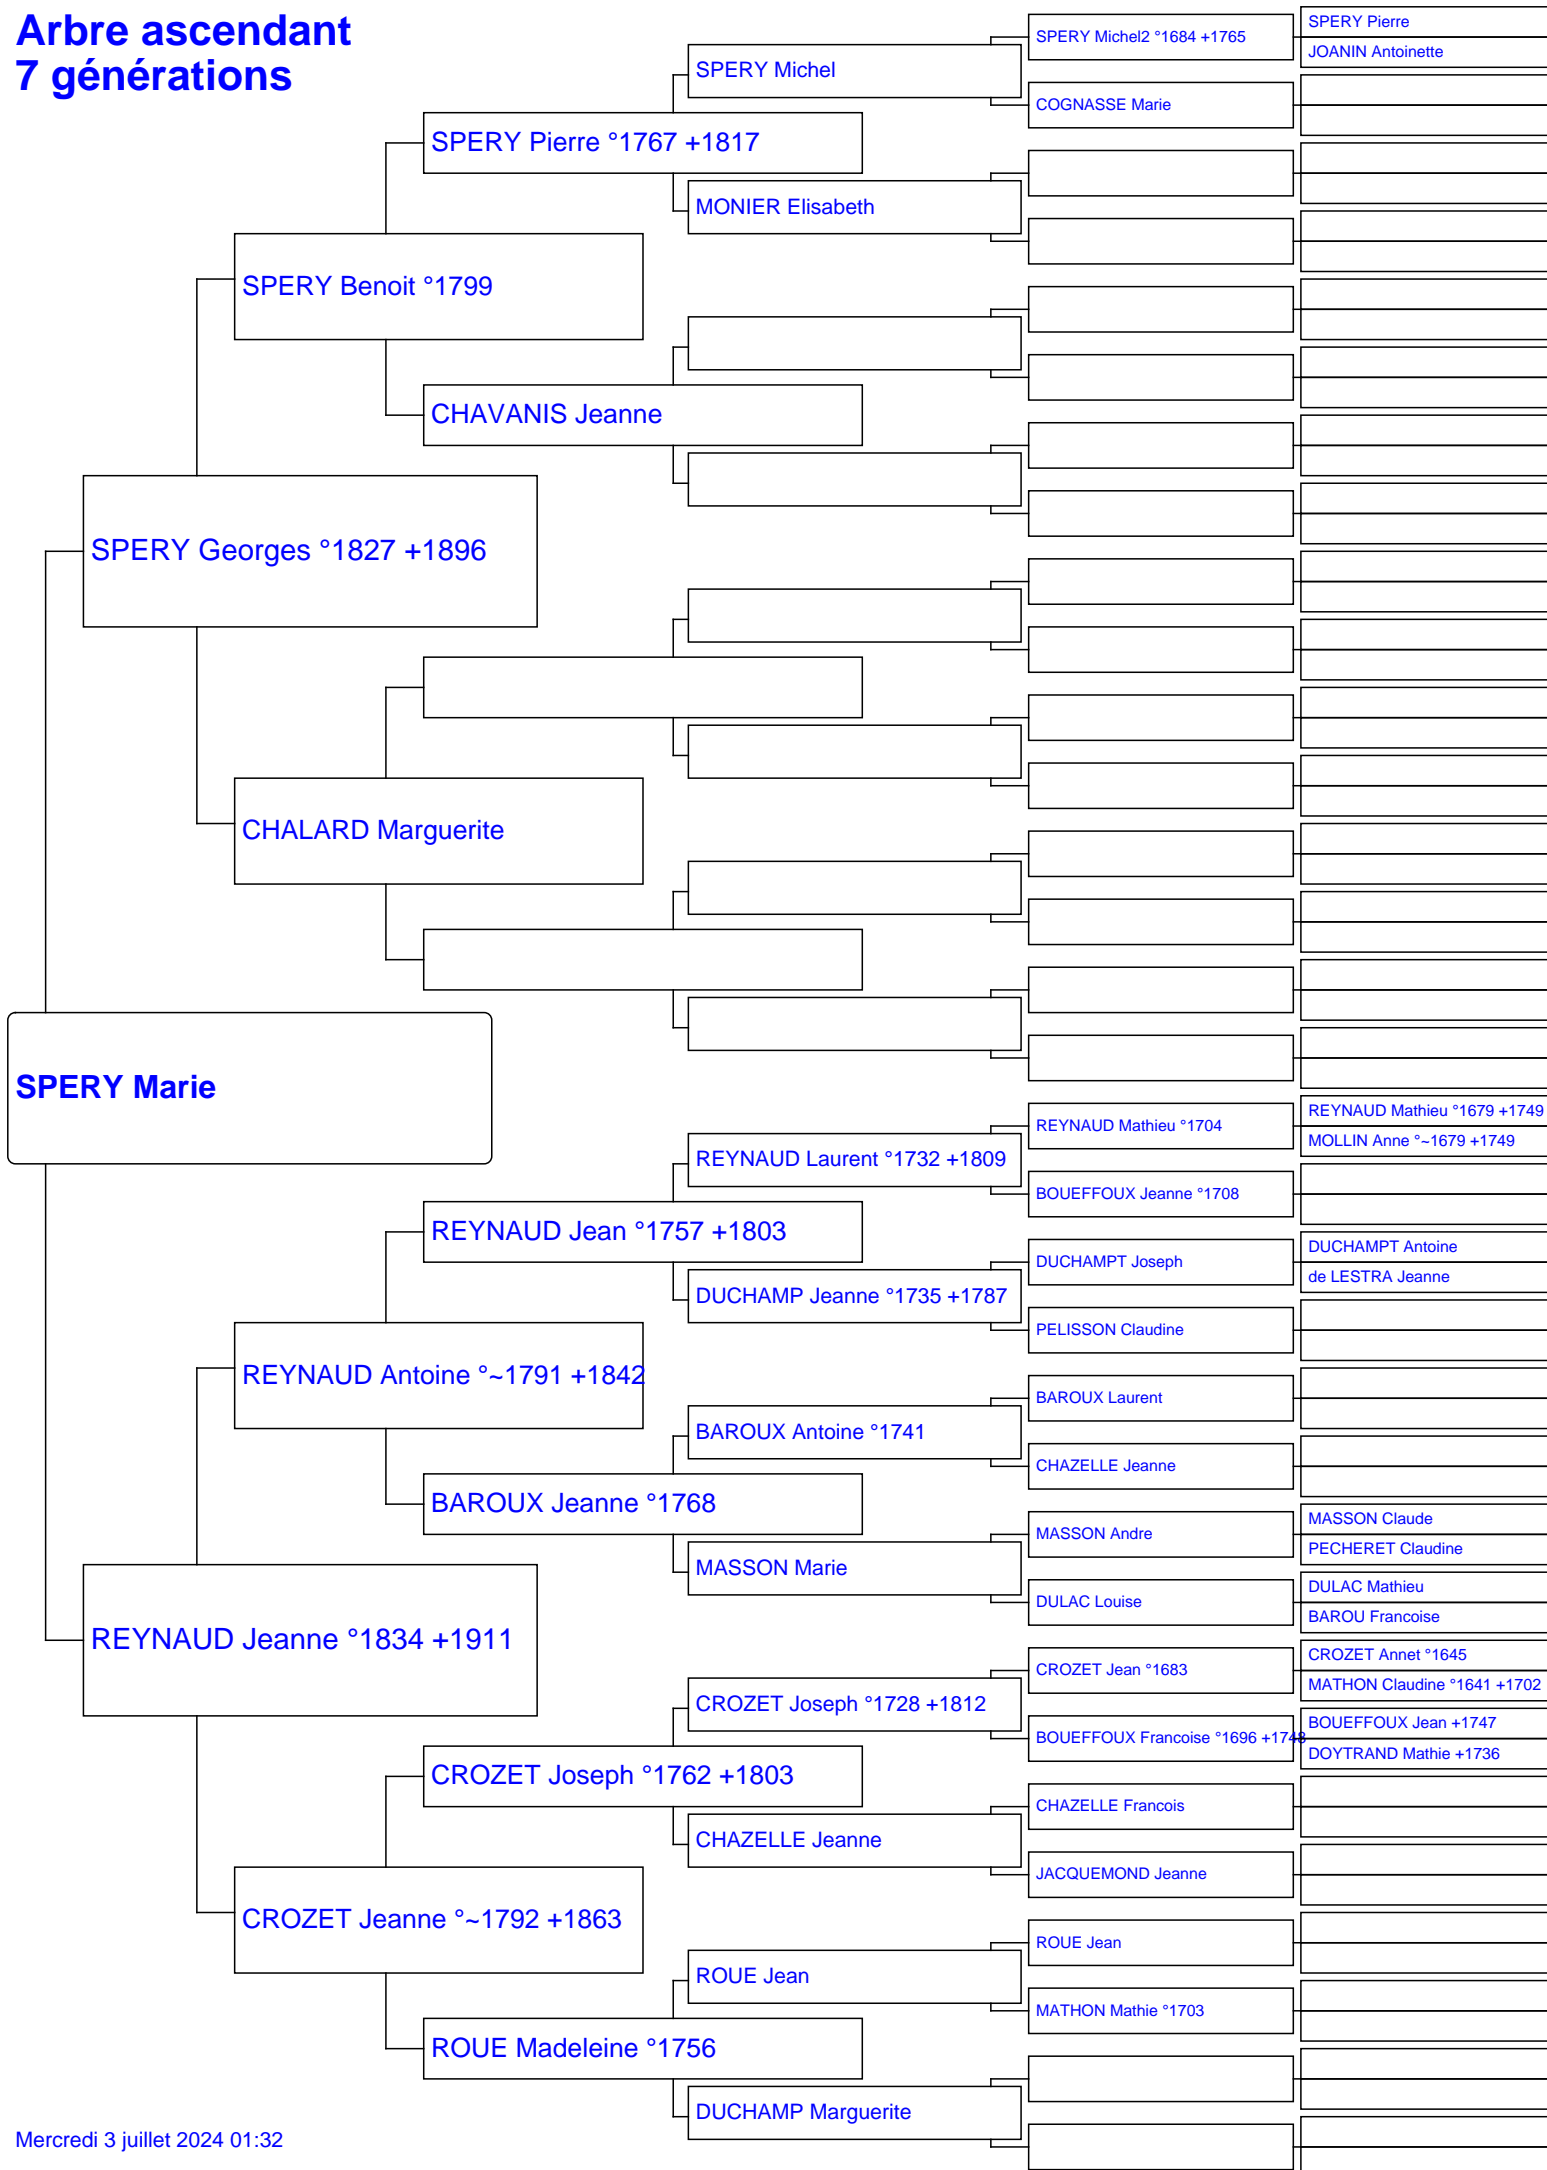 Arbre ascendant
7 générations
SPERY Pierre
SPERY Michel2 °1684 +1765
JOANIN Antoinette
SPERY Michel
COGNASSE Marie
SPERY Pierre °1767 +1817
MONIER Elisabeth
SPERY Benoit °1799
CHAVANIS Jeanne
SPERY Georges °1827 +1896
CHALARD Marguerite
SPERY Marie
REYNAUD Mathieu °1679 +1749
REYNAUD Mathieu °1704
MOLLIN Anne °~1679 +1749
REYNAUD Laurent °1732 +1809
BOUEFFOUX Jeanne °1708
REYNAUD Jean °1757 +1803
DUCHAMPT Antoine
DUCHAMPT Joseph
de LESTRA Jeanne
DUCHAMP Jeanne °1735 +1787
PELISSON Claudine
REYNAUD Antoine °~1791 +1842
BAROUX Laurent
BAROUX Antoine °1741
CHAZELLE Jeanne
BAROUX Jeanne °1768
MASSON Claude
MASSON Andre
PECHERET Claudine
MASSON Marie
DULAC Mathieu
DULAC Louise
BAROU Francoise
REYNAUD Jeanne °1834 +1911
CROZET Annet °1645
CROZET Jean °1683
MATHON Claudine °1641 +1702
CROZET Joseph °1728 +1812
BOUEFFOUX Jean +1747
BOUEFFOUX Francoise °1696 +1748
DOYTRAND Mathie +1736
CROZET Joseph °1762 +1803
CHAZELLE Francois
CHAZELLE Jeanne
JACQUEMOND Jeanne
CROZET Jeanne °~1792 +1863
ROUE Jean
ROUE Jean
MATHON Mathie °1703
ROUE Madeleine °1756
DUCHAMP Marguerite
Mercredi 3 juillet 2024 01:32